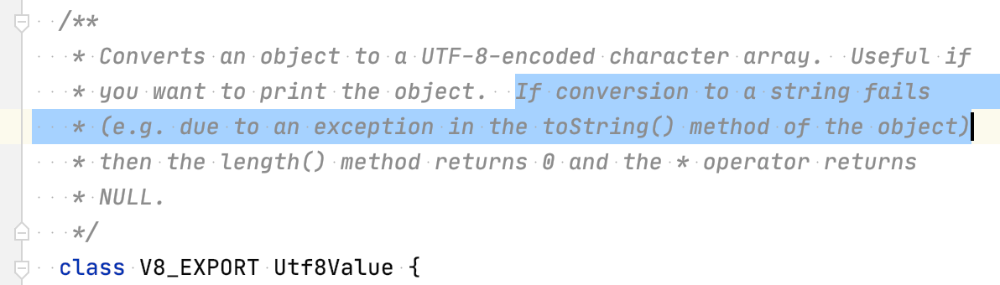 /**
* Converts an object to a UTF-8-encoded character array.  Useful if
* you want to print the object.  If conversion to a string fails
* (e.g. due to an exception in the toString() method of the object)
* then the length() method returns 0 and the * operator returns
* NULL.
*/
class V8_EXPORT Utf8Value {